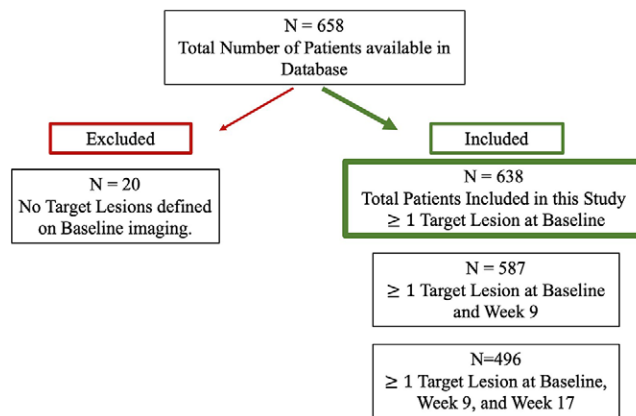 N = 658
Total Number of Patients available in
Database
Excluded
Included
N = 20
No Target Lesions defined
on Baseline imaging.
N = 638
Total Patients Included in this Study
≥ 1 Target Lesion at Baseline
N = 587
≥ 1 Target Lesion at Baseline
and Week 9
N=496
≥ 1 Target Lesion at Baseline,
Week 9, and Week 17